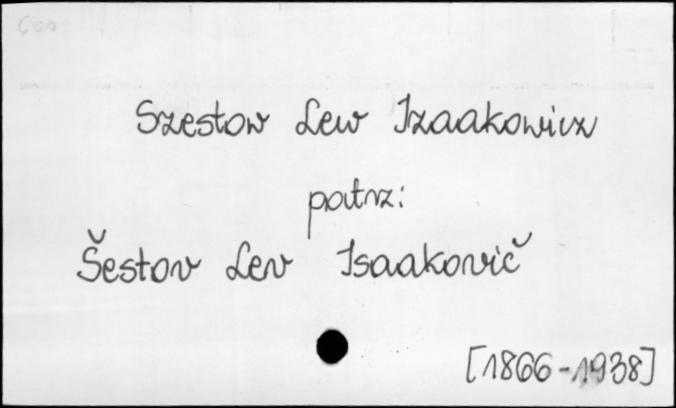 Szestow Lew Izaakowicz
patrz:
Šestov Lev Isaakovič
[1866-1938]